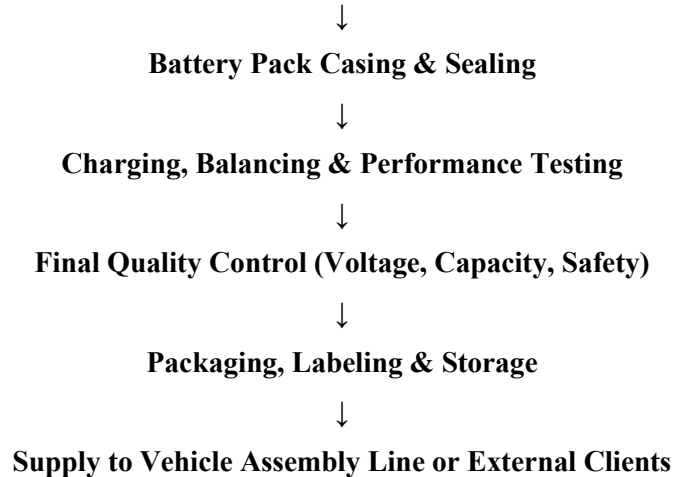 ↓
Battery Pack Casing & Sealing
↓
Charging, Balancing & Performance Testing
↓
Final Quality Control (Voltage, Capacity, Safety)
↓
Packaging, Labeling & Storage
↓
Supply to Vehicle Assembly Line or External Clients